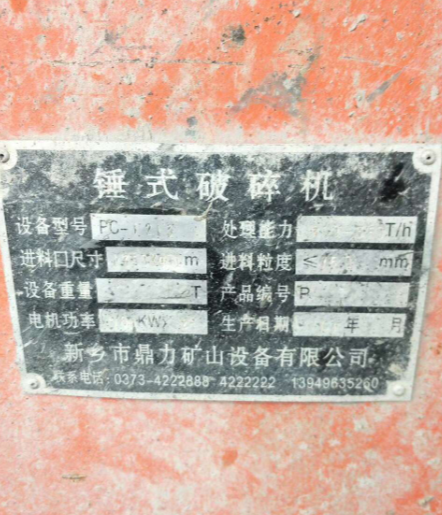 锤式破碎机
设备型号 PC- 处理能力 T/h
进料口尺寸 m 进料粒度 ≤ mm
设备重量 T 产品编号 P
电机功率 KW 生产日期 年 月
新乡市鼎力矿山设备有限公司
联系电话:0373-4222888 4222222 13949635260